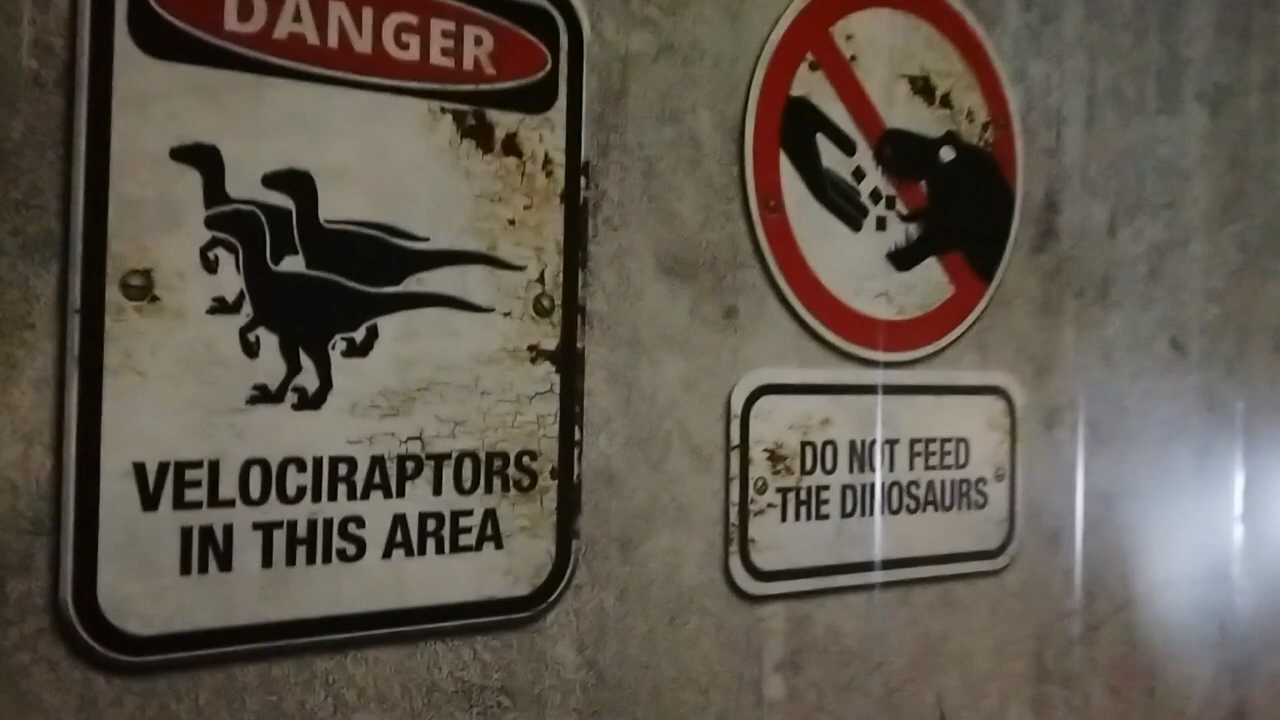 DANGER
VELOCIRAPTORS
IN THIS AREA
DO NOT FEED
THE DINOSAURS